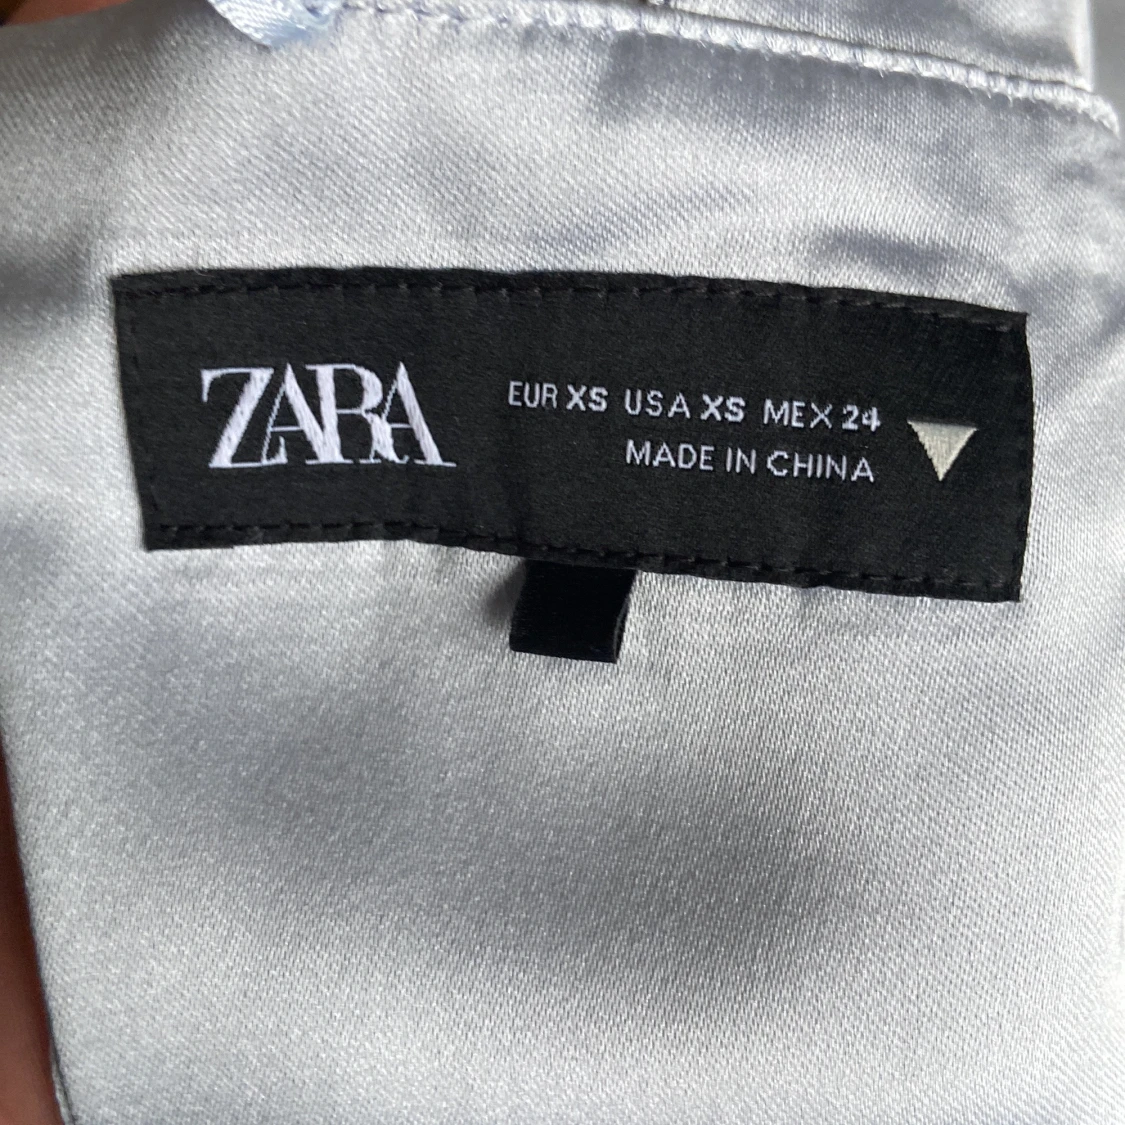 ZARA
EUR XS USA XS MEX 24
MADE IN CHINA